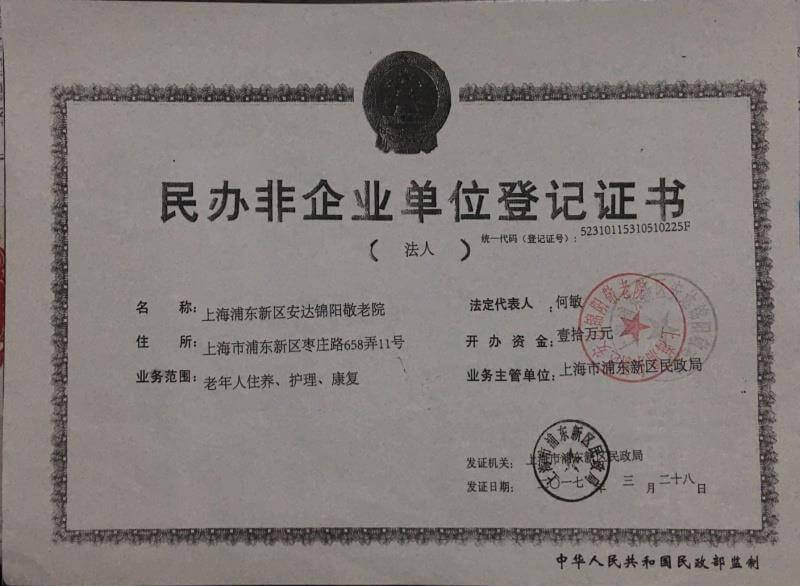 民办非企业单位登记证书
( 法人 )
统一代码（登记证号）：52310115310510225F
名 称：上海浦东新区安达锦阳敬老院
住 所：上海市浦东新区枣庄路658弄11号
业务范围：老年人住养、护理、康复
法定代表人：何敏
开办资金：壹拾万元
业务主管单位：上海市浦东新区民政局
发证机关：上海市浦东新区民政局
发证日期：二〇一七 三 月 二十八 日
中华人民共和国民政部监制